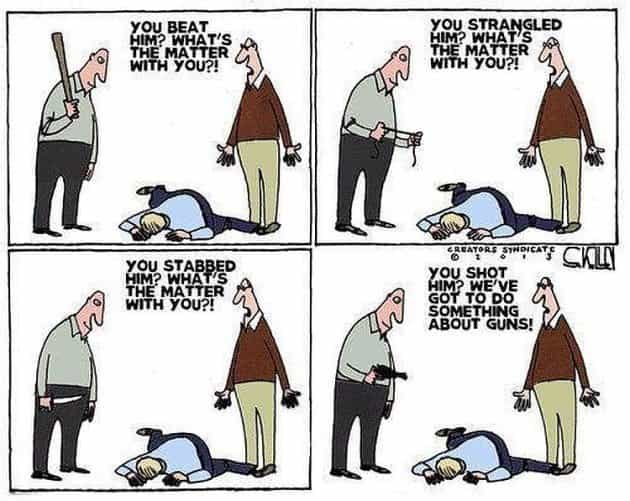 YOU BEAT
HIM? WHAT'S
THE MATTER
WITH YOU?!
YOU STRANGLED
HIM? WHAT'S
THE MATTER
WITH YOU?!
YOU STABBED
HIM? WHAT'S
THE MATTER
WITH YOU?!
CREATORS SYNDICATE
© 2013
YOU SHOT
HIM? WE'VE
GOT TO DO
SOMETHING
ABOUT GUNS!